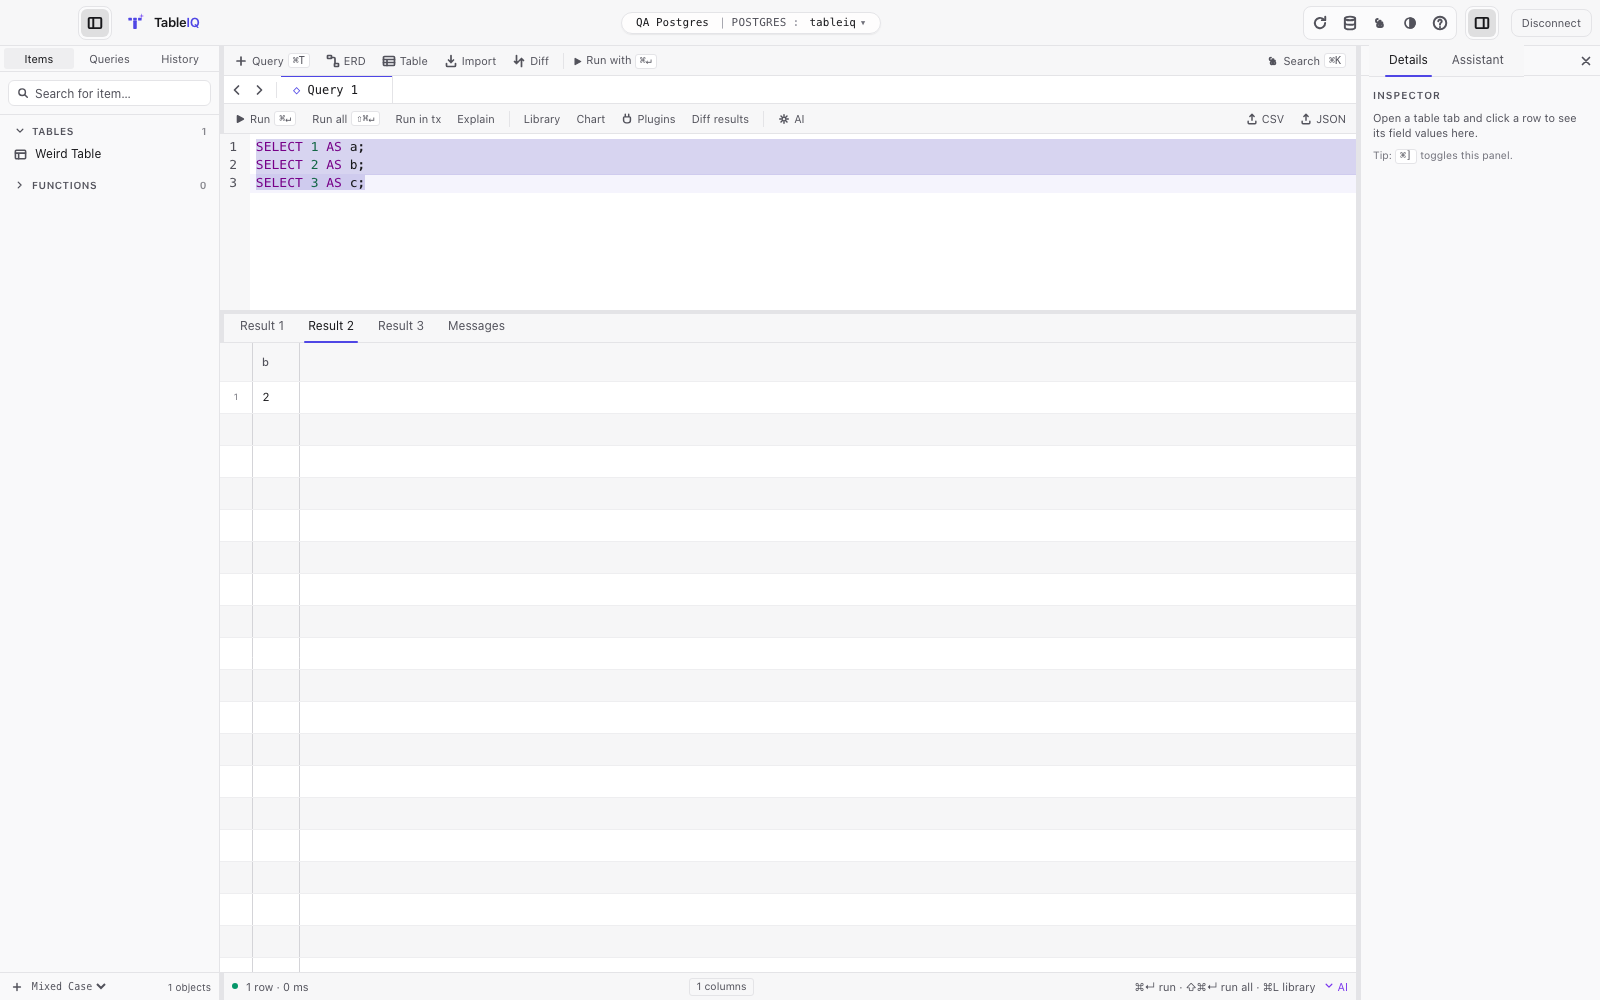 TableIQ
QA Postgres | POSTGRES : tableiq ▾
Disconnect
Items Queries History
Search for item...
TABLES 1
Weird Table
FUNCTIONS 0
Mixed Case
1 objects
Query ⌘T ERD Table Import Diff Run with ⌘↵
Search ⌘K
Query 1
Run ⌘↵ Run all ⇧⌘↵ Run in tx Explain Library Chart Plugins Diff results AI
CSV JSON
1 SELECT 1 AS a;
2 SELECT 2 AS b;
3 SELECT 3 AS c;
Result 1 Result 2 Result 3 Messages
b
1 2
1 row · 0 ms
1 columns
⌘↵ run · ⇧⌘↵ run all · ⌘L library
AI
Details Assistant
INSPECTOR
Open a table tab and click a row to see
its field values here.
Tip: ⌘] toggles this panel.